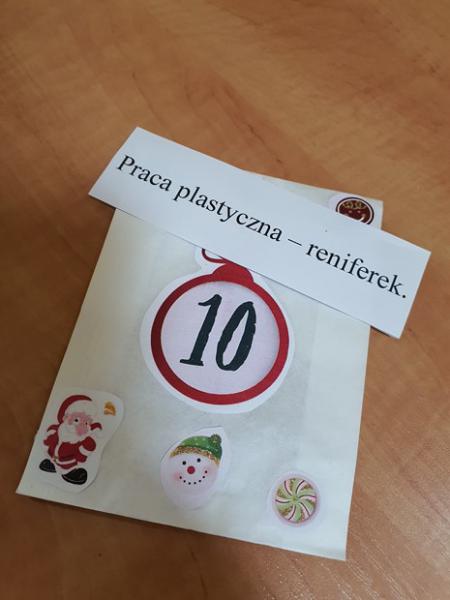 Praca plastyczna – reniferek.
10